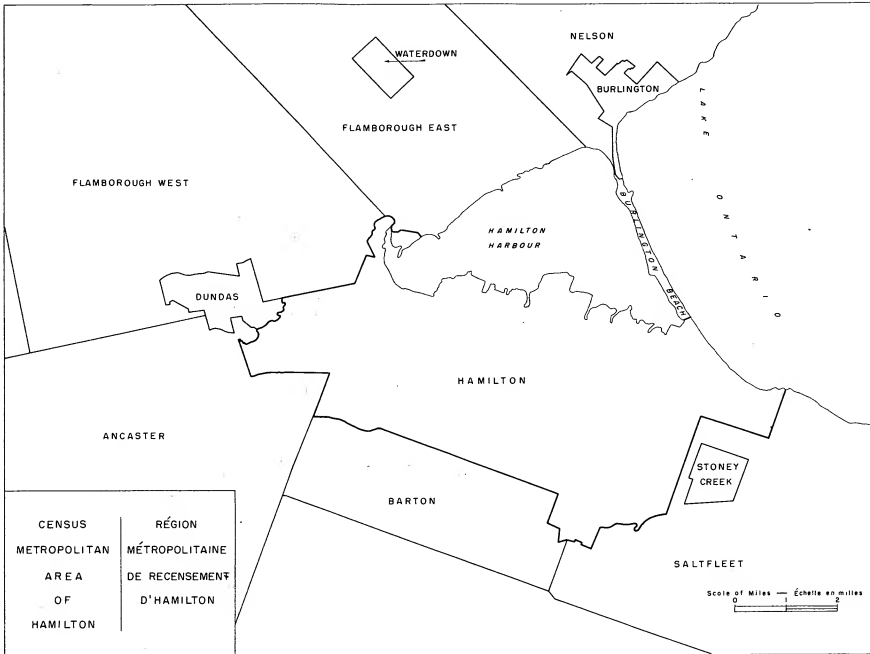 NELSON
WATERDOWN
BURLINGTON
FLAMBOROUGH EAST
LAKE ONTARIO
FLAMBOROUGH WEST
BURLINGTON BEACH
HAMILTON
HARBOUR
DUNDAS
HAMILTON
ANCASTER
STONEY
CREEK
BARTON
SALTFLEET
CENSUS
METROPOLITAN
AREA
OF
HAMILTON
RÉGION
MÉTROPOLITAINE
DE RECENSEMENT
D'HAMILTON
Scale of Miles — Échelle en milles
0 1 2